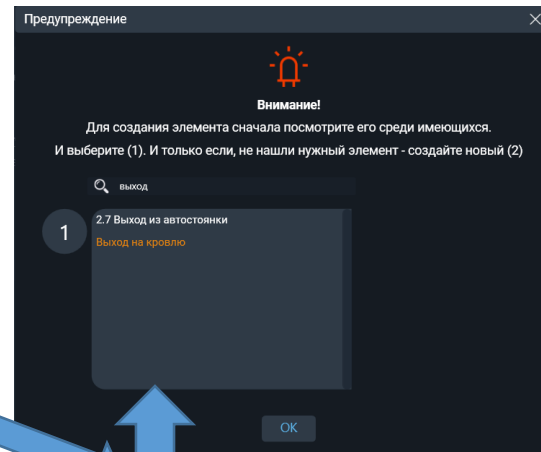 Предупреждение
Внимание!
Для создания элемента сначала посмотрите его среди имеющихся.
И выберите (1). И только если, не нашли нужный элемент - создайте новый (2)
выход
1
2.7 Выход из автостоянки
Выход на кровлю
OK